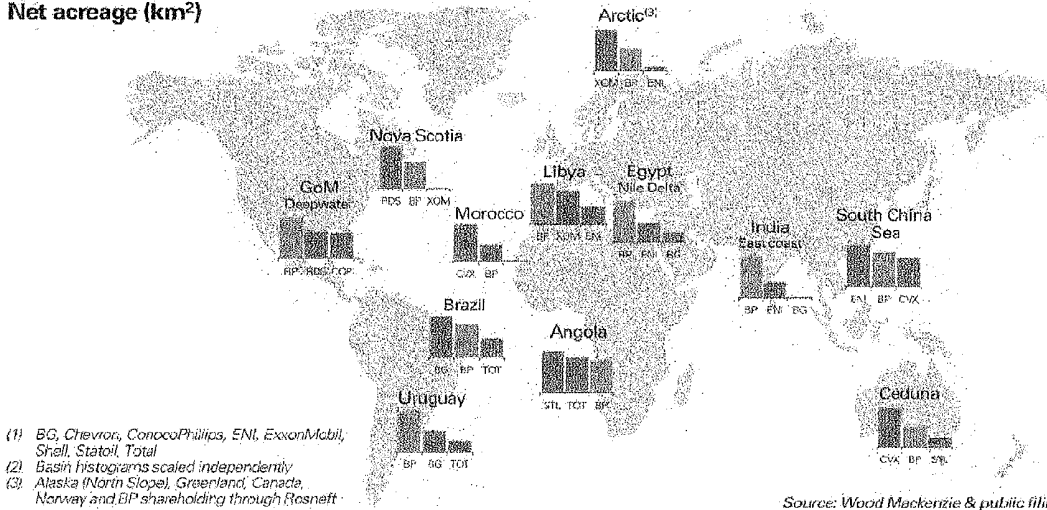 Net acreage (km²)
Arctic(3)
XOM BP ENI
Nova Scotia
RDS BP XOM
GoM
Deepwater
BP RDS COP
Morocco
CVX BP
Libya
BP XOM ENI
Egypt
Nile Delta
BP ENI BG
India
East coast
BP ENI BG
South China
Sea
ENI BP CVX
Brazil
BG BP TOT
Angola
STL TOT BP
Uruguay
BP BG TOT
Ceduna
CVX BP STL
(1) BG, Chevron, ConocoPhillips, ENI, ExxonMobil,
Shell, Statoil, Total
(2) Basin histograms scaled independently
(3) Alaska (North Slope), Greenland, Canada,
Norway and BP shareholding through Rosneft
Source: Wood Mackenzie & public fili